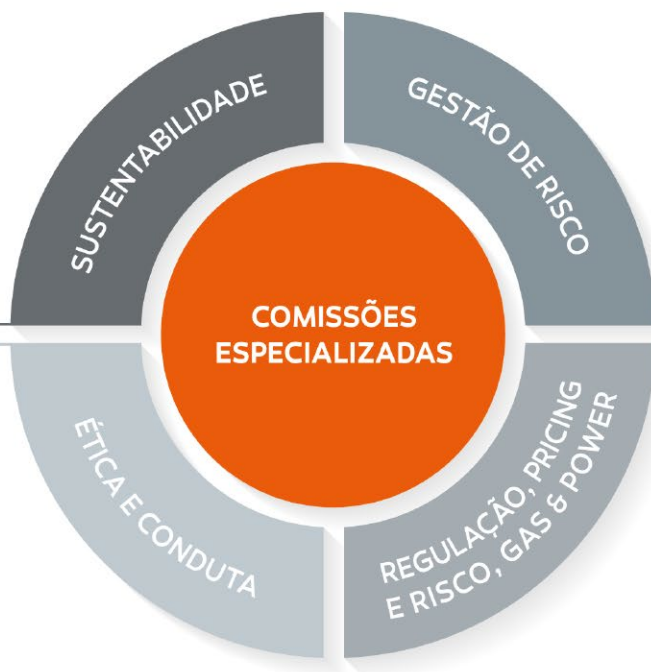 SUSTENTABILIDADE
GESTÃO DE RISCO
COMISSÕES
ESPECIALIZADAS
ÉTICA E CONDUTA
REGULAÇÃO, PRICING
E RISCO, GAS & POWER